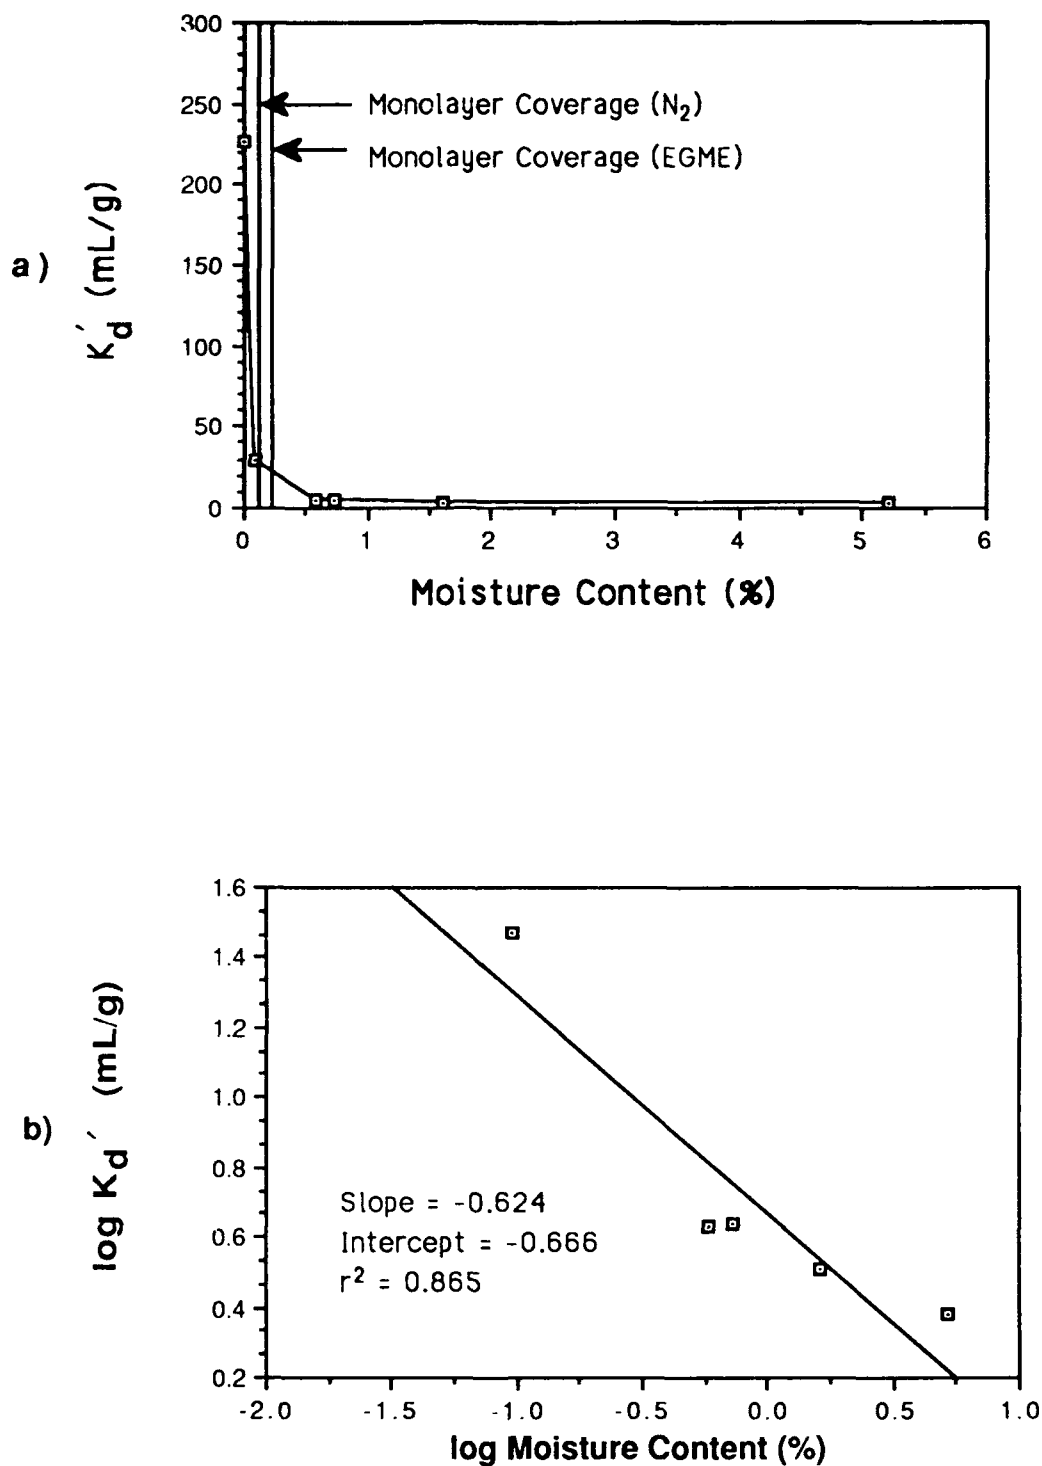 a)
K'd (mL/g)
300
250
200
150
100
50
0
Monolayer Coverage (N2)
Monolayer Coverage (EGME)
0 1 2 3 4 5 6
Moisture Content (%)
b)
log Kd' (mL/g)
1.6
1.4
1.2
1.0
0.8
0.6
0.4
0.2
Slope = -0.624
Intercept = -0.666
r² = 0.865
-2.0 -1.5 -1.0 -0.5 0.0 0.5 1.0
log Moisture Content (%)